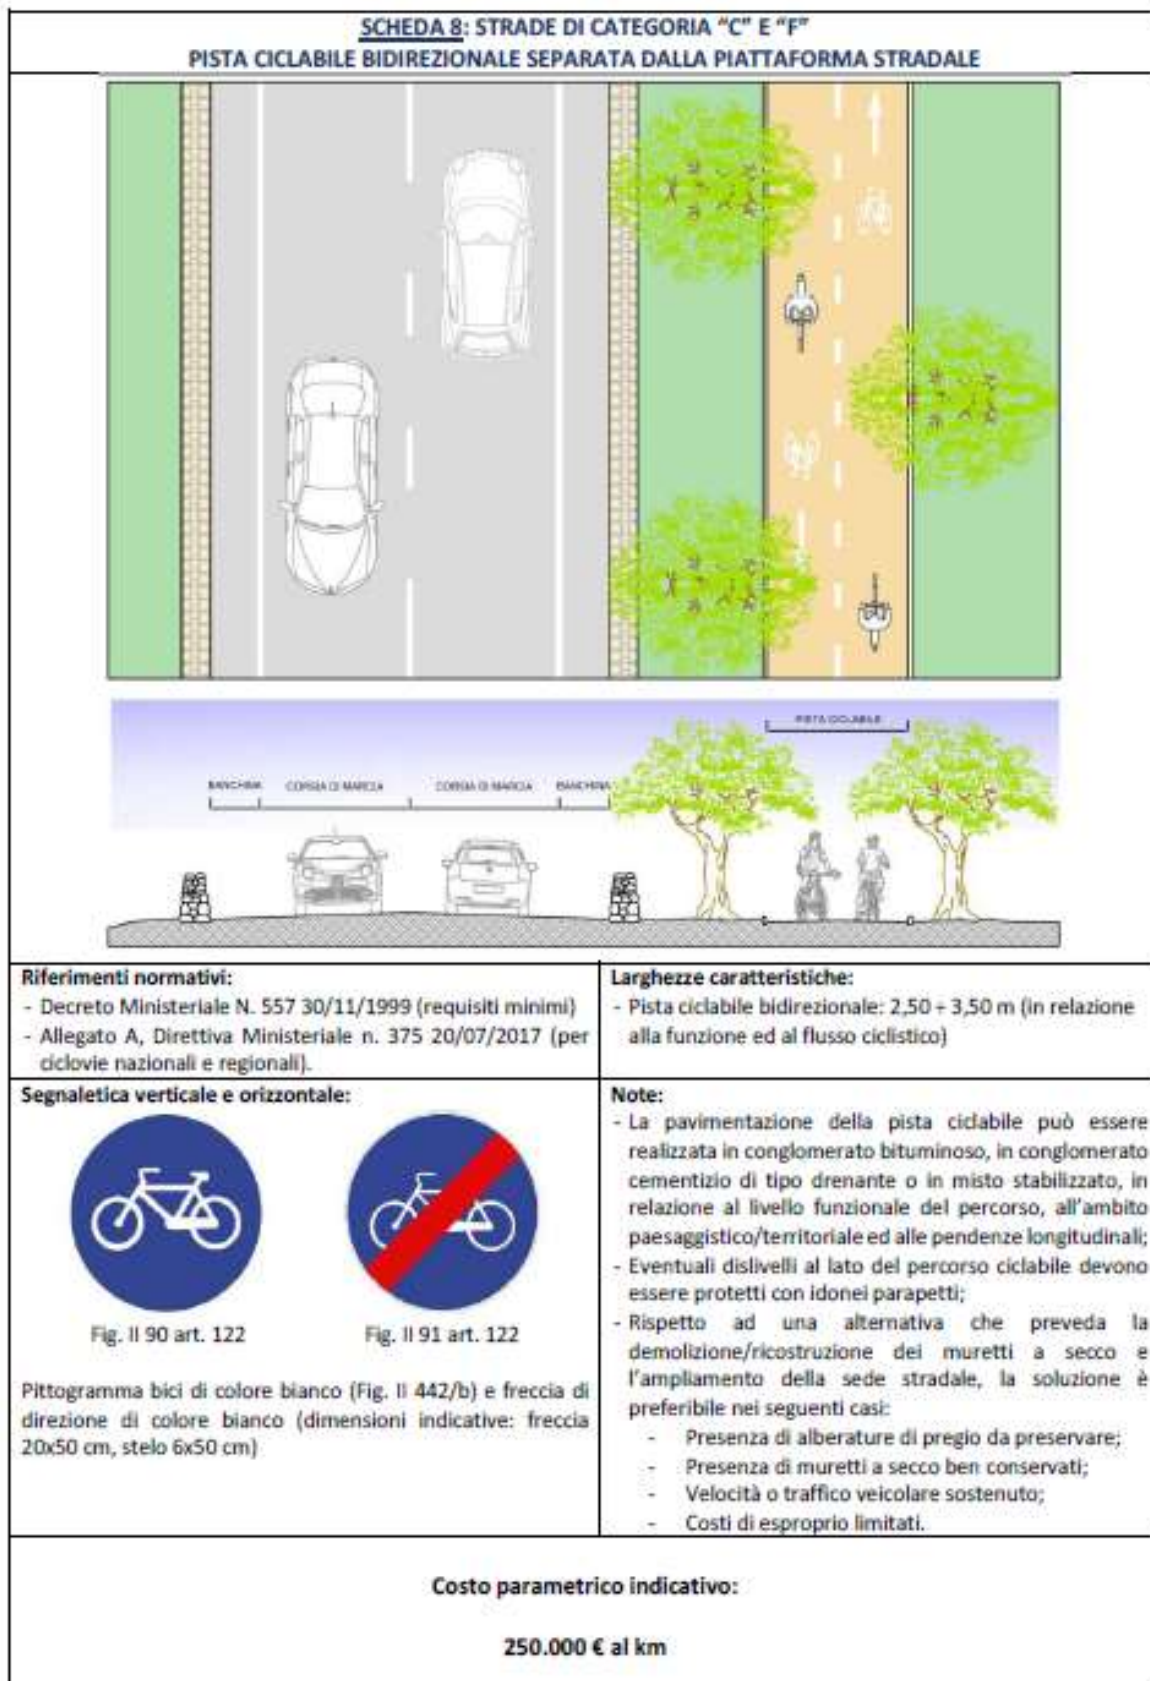 SCHEDA 8: STRADE DI CATEGORIA "C" E "F"
PISTA CICLABILE BIDIREZIONALE SEPARATA DALLA PIATTAFORMA STRADALE
PISTA CICLABILE
BANCHINA CORSIA DI MARCIA CORSIA DI MARCIA BANCHINA
Riferimenti normativi:
- Decreto Ministeriale N. 557 30/11/1999 (requisiti minimi)
- Allegato A, Direttiva Ministeriale n. 375 20/07/2017 (per
ciclovie nazionali e regionali).
Larghezze caratteristiche:
- Pista ciclabile bidirezionale: 2,50 ÷ 3,50 m (in relazione
alla funzione ed al flusso ciclistico)
Segnaletica verticale e orizzontale:
Fig. II 90 art. 122
Fig. II 91 art. 122
Pittogramma bici di colore bianco (Fig. II 442/b) e freccia di
direzione di colore bianco (dimensioni indicative: freccia
20x50 cm, stelo 6x50 cm)
Note:
- La pavimentazione della pista ciclabile può essere
realizzata in conglomerato bituminoso, in conglomerato
cementizio di tipo drenante o in misto stabilizzato, in
relazione al livello funzionale del percorso, all'ambito
paesaggistico/territoriale ed alle pendenze longitudinali;
- Eventuali dislivelli al lato del percorso ciclabile devono
essere protetti con idonei parapetti;
- Rispetto ad una alternativa che preveda la
demolizione/ricostruzione dei muretti a secco e
l'ampliamento della sede stradale, la soluzione è
preferibile nei seguenti casi:
- Presenza di alberature di pregio da preservare;
- Presenza di muretti a secco ben conservati;
- Velocità o traffico veicolare sostenuto;
- Costi di esproprio limitati.
Costo parametrico indicativo:
250.000 € al km